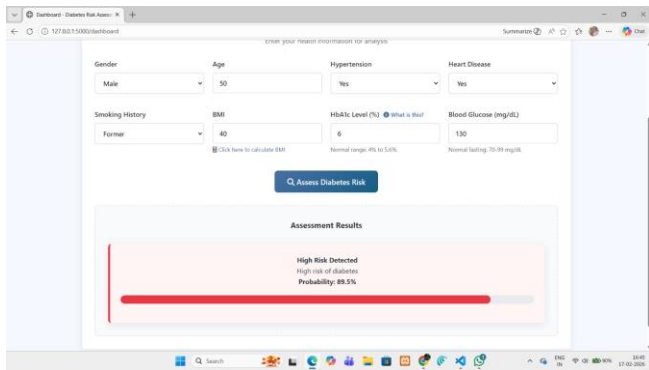 Dashboard - Diabetes Risk Assess
127.0.0.1:5000/dashboard
Summarize
Chat
Enter your health information for analysis
Gender
Age
Hypertension
Heart Disease
Male
50
Yes
Yes
Smoking History
BMI
HbA1c Level (%) What is this?
Blood Glucose (mg/dL)
Former
40
6
130
Click here to calculate BMI
Normal range: 4% to 5.6%
Normal fasting: 70-99 mg/dL
Assess Diabetes Risk
Assessment Results
High Risk Detected
High risk of diabetes
Probability: 89.5%
Search
ENG
IN
90%
16:45
17-02-2026